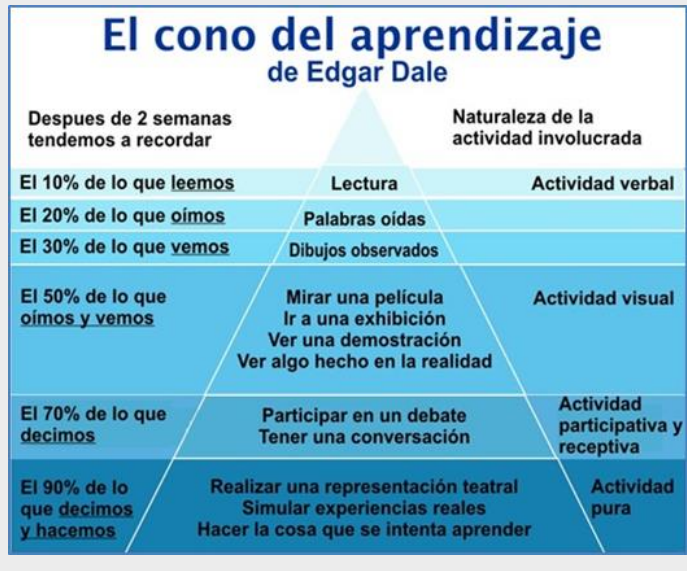 El cono del aprendizaje
de Edgar Dale
Despues de 2 semanas
tendemos a recordar
Naturaleza de la
actividad involucrada
El 10% de lo que leemos
Lectura
Actividad verbal
El 20% de lo que oímos
Palabras oídas
El 30% de lo que vemos
Dibujos observados
El 50% de lo que
oímos y vemos
Mirar una película
Ir a una exhibición
Ver una demostración
Ver algo hecho en la realidad
Actividad visual
El 70% de lo que
decimos
Participar en un debate
Tener una conversación
Actividad
participativa y
receptiva
El 90% de lo
que decimos
y hacemos
Realizar una representación teatral
Simular experiencias reales
Hacer la cosa que se intenta aprender
Actividad
pura